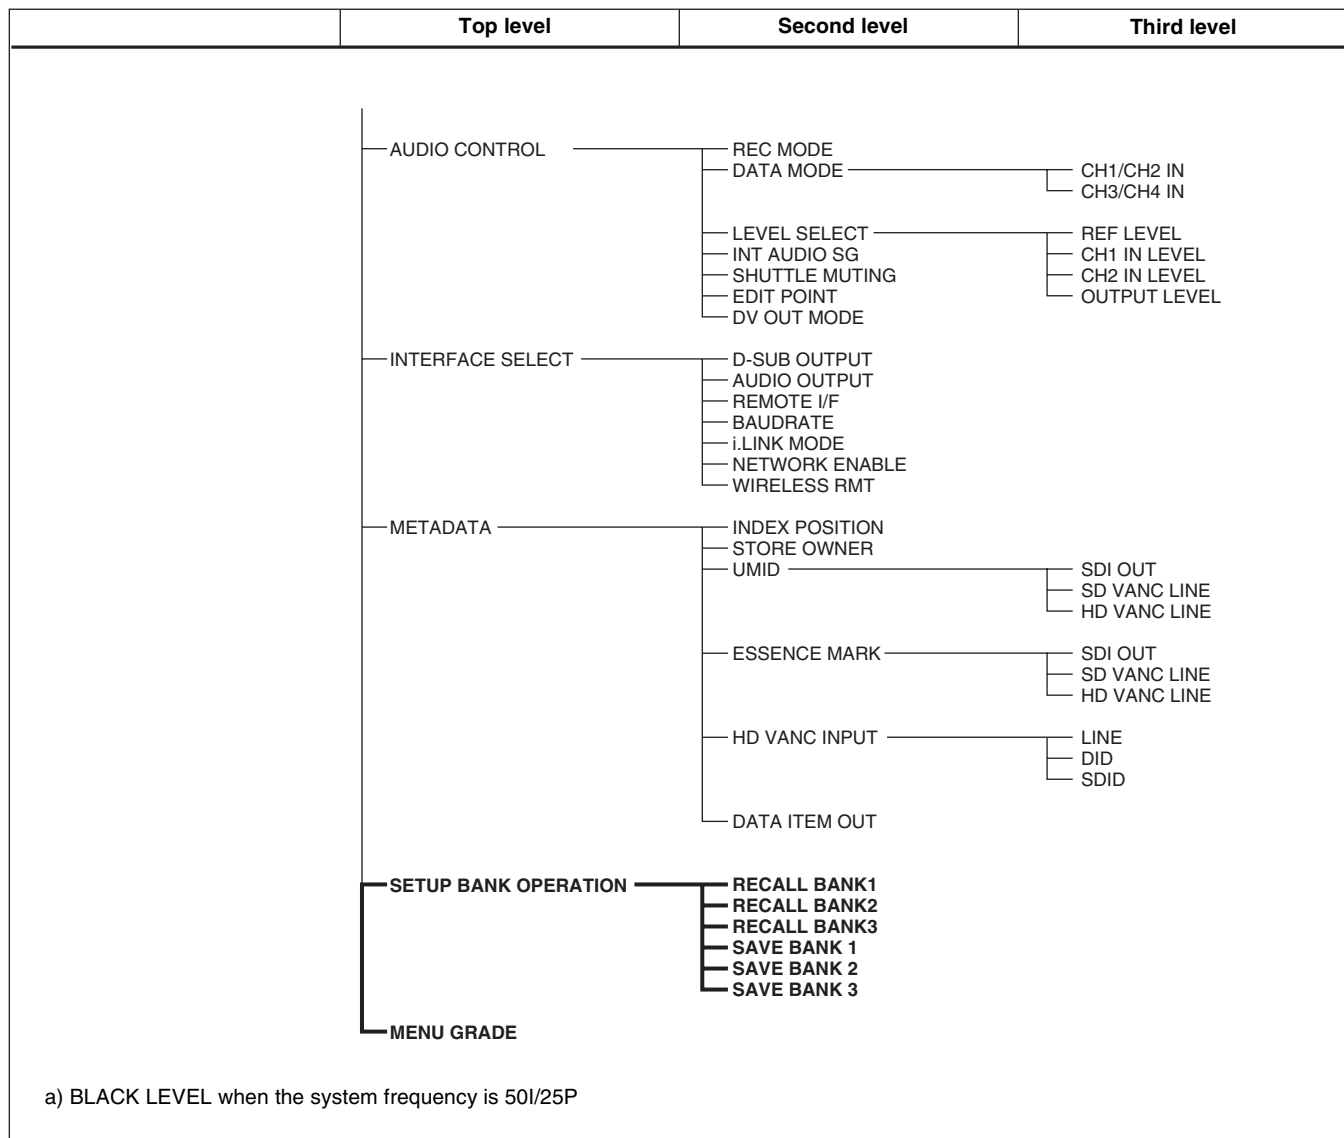 Top level Second level Third level
AUDIO CONTROL REC MODE
DATA MODE CH1/CH2 IN
CH3/CH4 IN
LEVEL SELECT REF LEVEL
INT AUDIO SG CH1 IN LEVEL
SHUTTLE MUTING CH2 IN LEVEL
EDIT POINT OUTPUT LEVEL
DV OUT MODE
INTERFACE SELECT D-SUB OUTPUT
AUDIO OUTPUT
REMOTE I/F
BAUDRATE
i.LINK MODE
NETWORK ENABLE
WIRELESS RMT
METADATA INDEX POSITION
STORE OWNER
UMID SDI OUT
SD VANC LINE
HD VANC LINE
ESSENCE MARK SDI OUT
SD VANC LINE
HD VANC LINE
HD VANC INPUT LINE
DID
SDID
DATA ITEM OUT
SETUP BANK OPERATION RECALL BANK1
RECALL BANK2
RECALL BANK3
SAVE BANK 1
SAVE BANK 2
SAVE BANK 3
MENU GRADE
a) BLACK LEVEL when the system frequency is 50I/25P